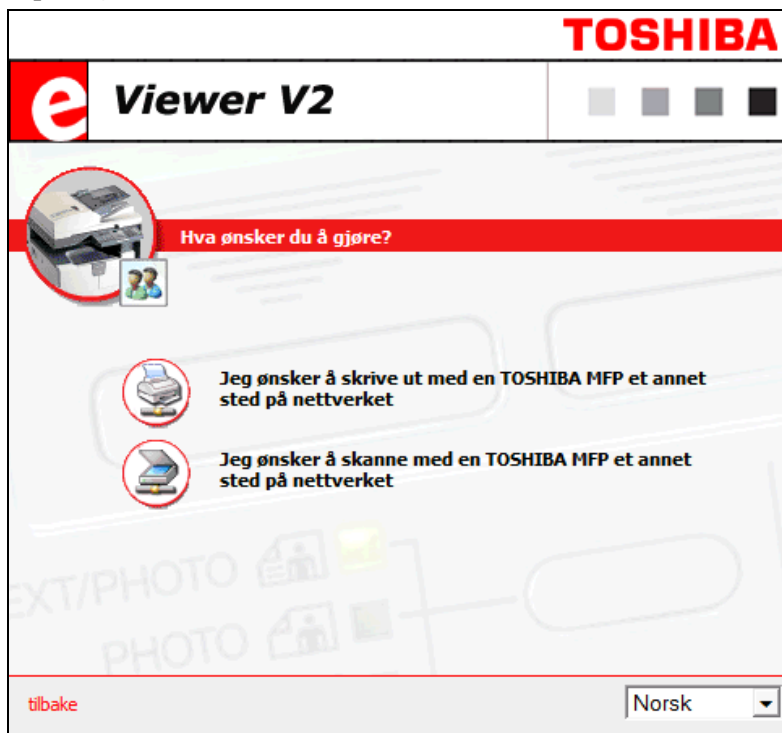 TOSHIBA
e Viewer V2
Hva ønsker du å gjøre?
Jeg ønsker å skrive ut med en TOSHIBA MFP et annet
sted på nettverket
Jeg ønsker å skanne med en TOSHIBA MFP et annet
sted på nettverket
EXT/PHOTO
PHOTO
tilbake
Norsk